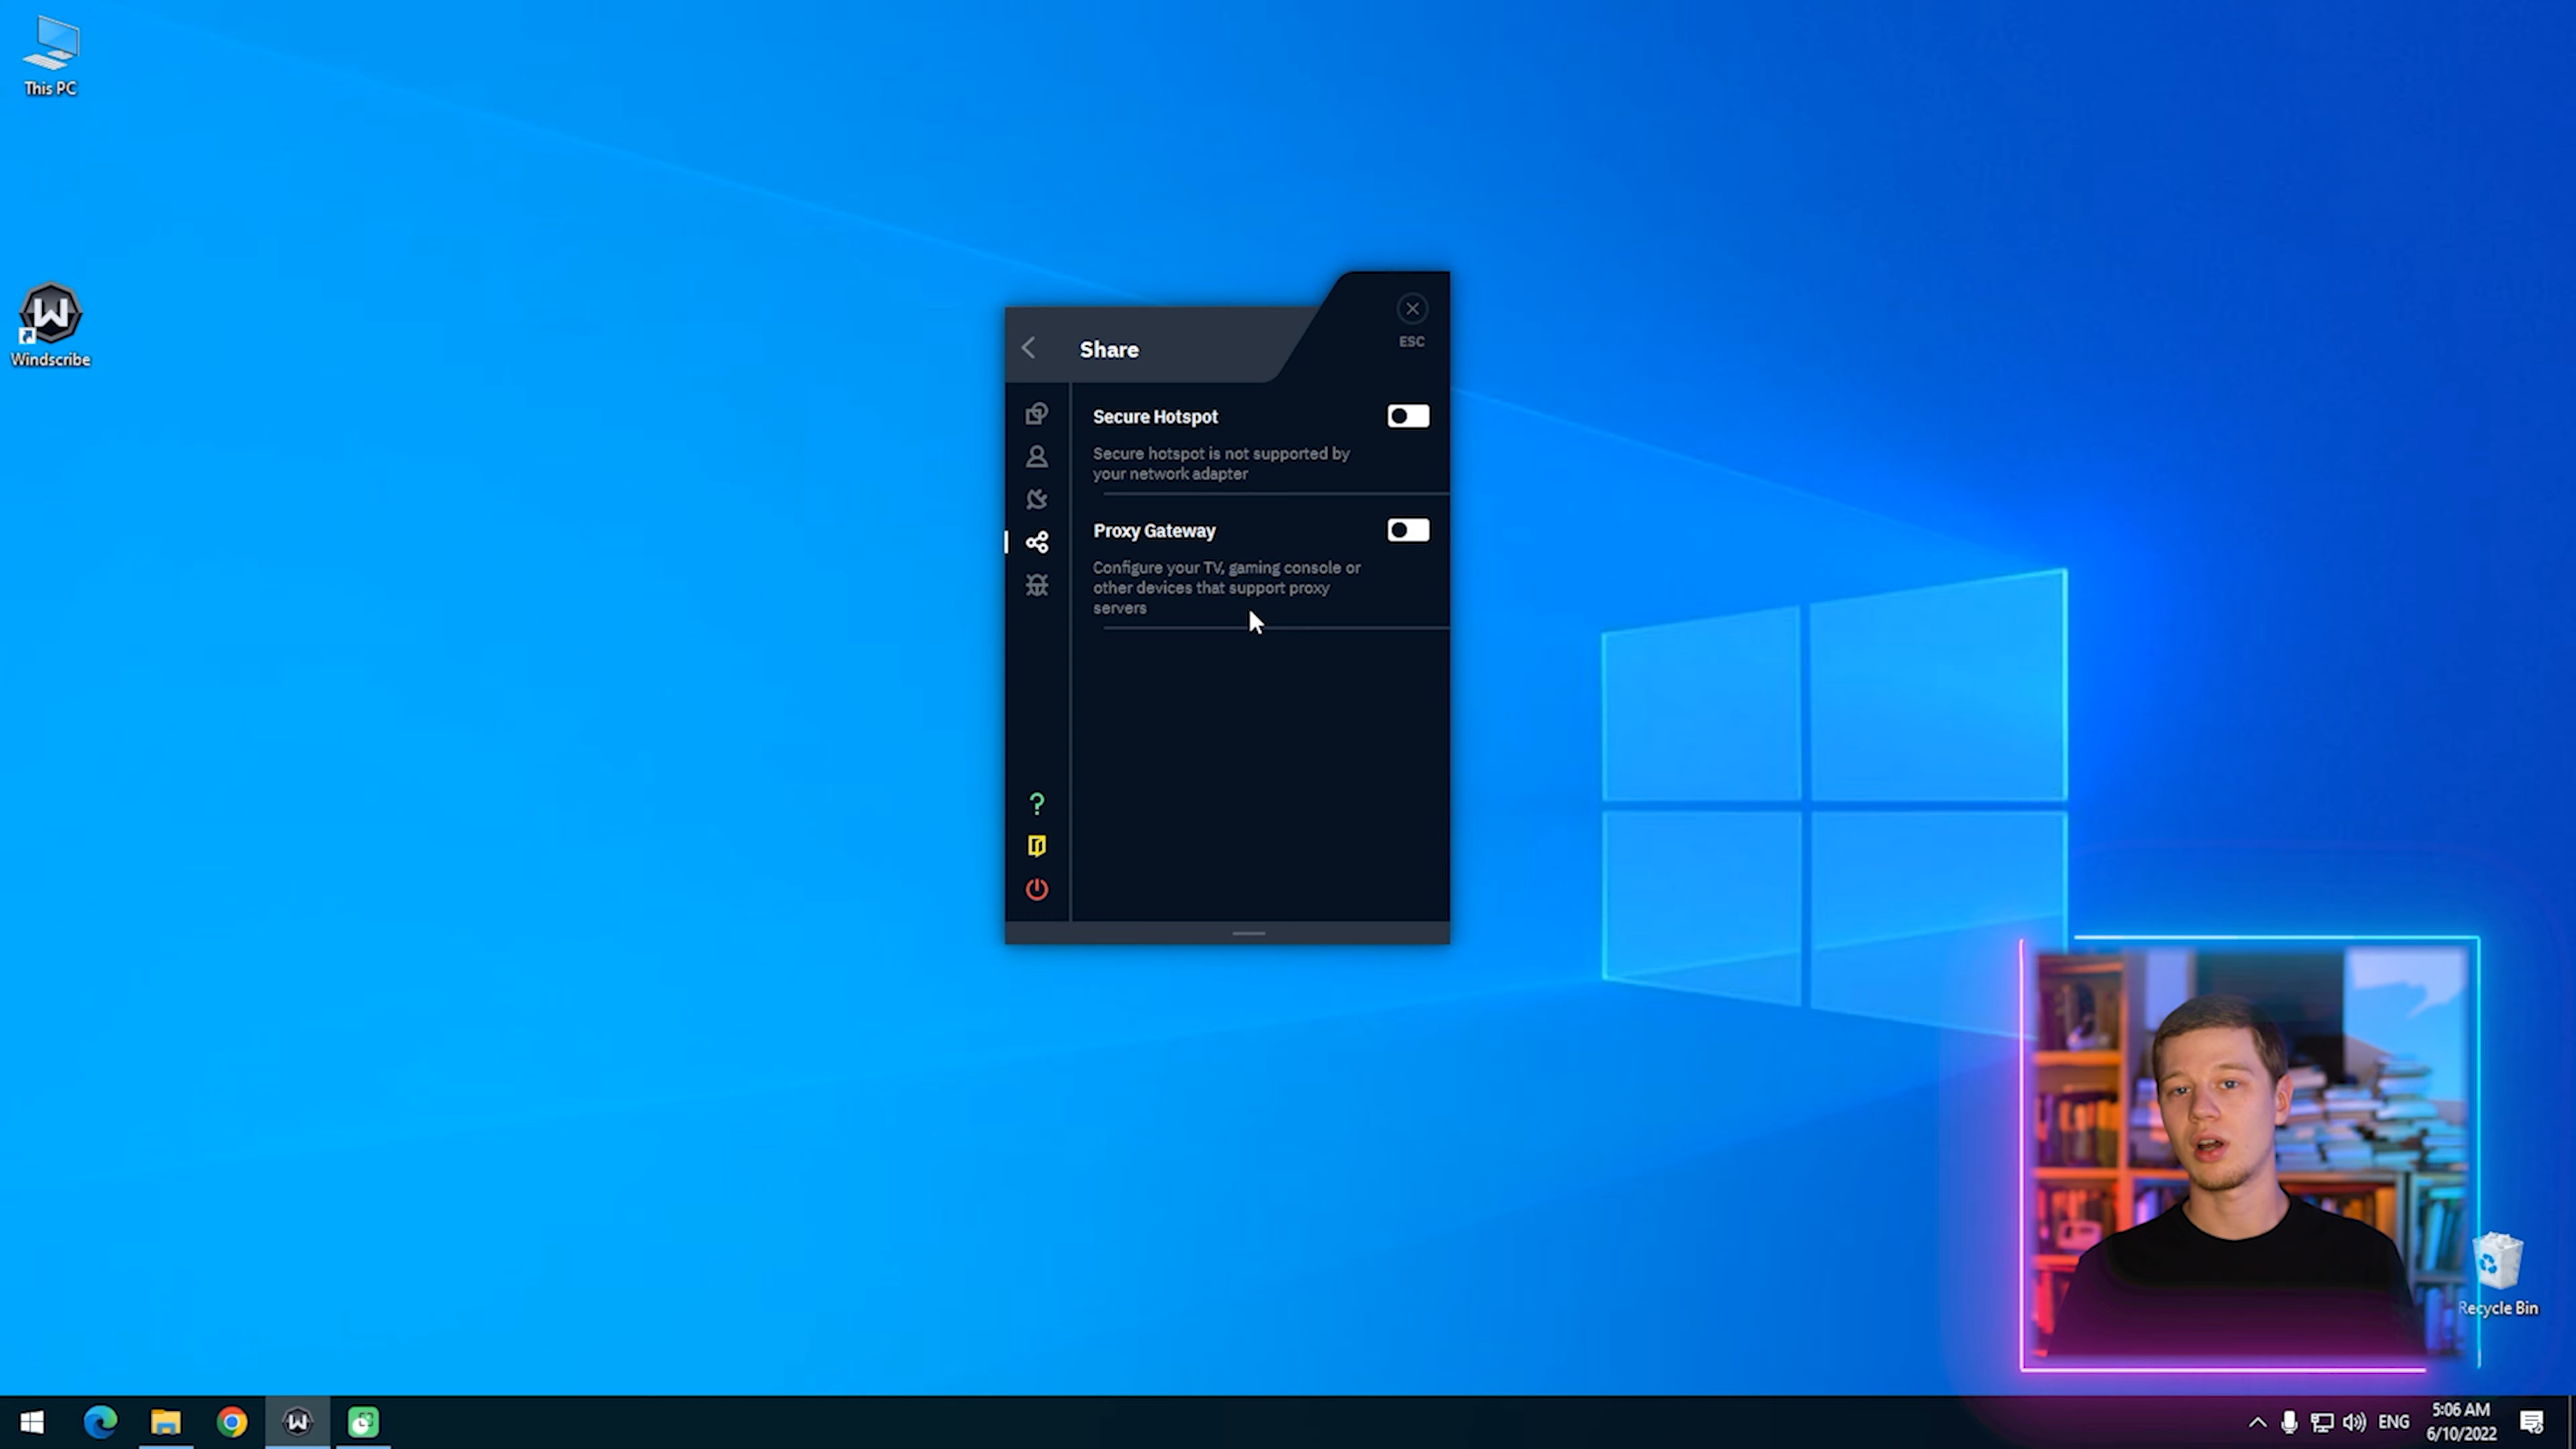 This PC
Windscribe
Share
ESC
Secure Hotspot
Secure hotspot is not supported by
your network adapter
Proxy Gateway
Configure your TV, gaming console or
other devices that support proxy
servers
Recycle Bin
ENG
5:06 AM
6/10/2022